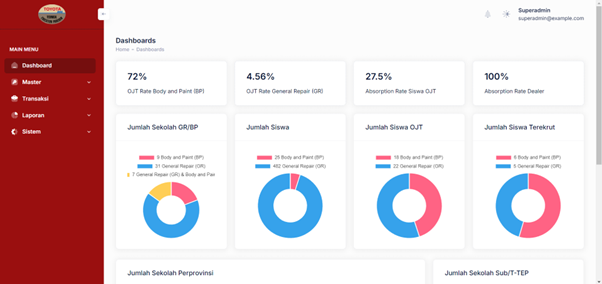 TOYOTA
Superadmin
superadmin@example.com
MAIN MENU
Dashboard
Master
Transaksi
Laporan
Sistem
Dashboards
Home - Dashboards
72%
OJT Rate Body and Paint (BP)
4.56%
OJT Rate General Repair (GR)
27.5%
Absorption Rate Siswa OJT
100%
Absorption Rate Dealer
Jumlah Sekolah GR/BP
9 Body and Paint (BP)
31 General Repair (GR)
7 General Repair (GR) & Body and Pain
Jumlah Siswa
25 Body and Paint (BP)
482 General Repair (GR)
Jumlah Siswa OJT
18 Body and Paint (BP)
22 General Repair (GR)
Jumlah Siswa Terekrut
6 Body and Paint (BP)
5 General Repair (GR)
Jumlah Sekolah Perprovinsi
Jumlah Sekolah Sub/T-TEP